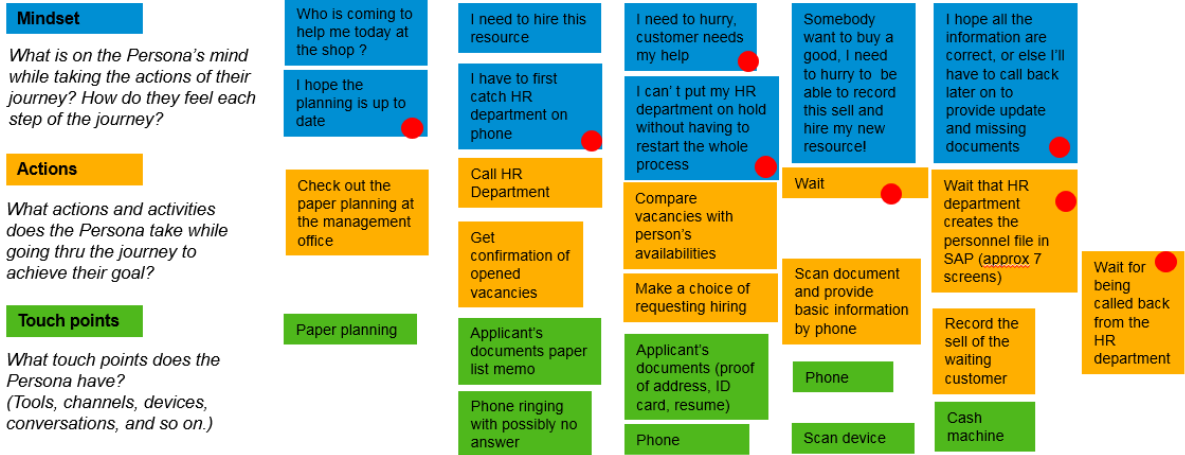 Mindset
What is on the Persona's mind
while taking the actions of their
journey? How do they feel each
step of the journey?
Who is coming to
help me today at
the shop ?
I hope the
planning is up to
date
I need to hire this
resource
I have to first
catch HR
department on
phone
I need to hurry,
customer needs
my help
I can' t put my HR
department on hold
without having to
restart the whole
process
Somebody
want to buy a
good, I need
to hurry to be
able to record
this sell and
hire my new
resource!
I hope all the
information are
correct, or else I'll
have to call back
later on to
provide update
and missing
documents
Actions
What actions and activities
does the Persona take while
going thru the journey to
achieve their goal?
Check out the
paper planning at
the management
office
Call HR
Department
Get
confirmation of
opened
vacancies
Compare
vacancies with
person's
availabilities
Make a choice of
requesting hiring
Wait
Scan document
and provide
basic information
by phone
Wait that HR
department
creates the
personnel file in
SAP (approx 7
screens)
Record the
sell of the
waiting
customer
Wait for
being
called back
from the
HR
department
Touch points
What touch points does the
Persona have?
(Tools, channels, devices,
conversations, and so on.)
Paper planning
Applicant's
documents paper
list memo
Phone ringing
with possibly no
answer
Applicant's
documents (proof
of address, ID
card, resume)
Phone
Phone
Scan device
Cash
machine